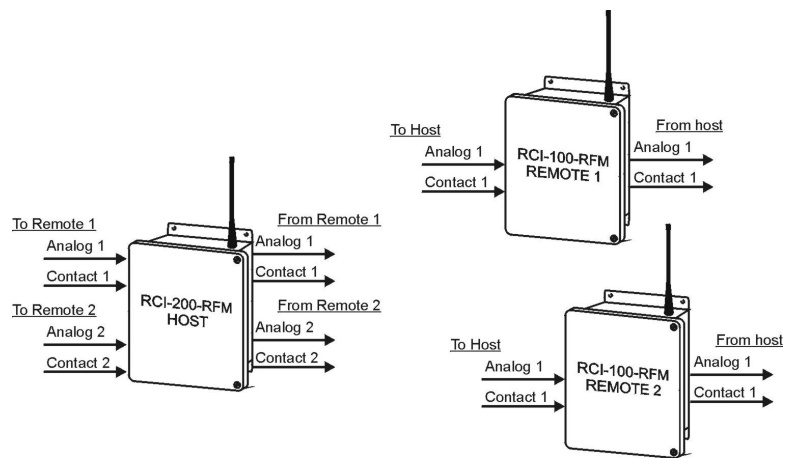 To Host
Analog 1
Contact 1
RCI-100-RFM
REMOTE 1
From host
Analog 1
Contact 1
To Remote 1
Analog 1
Contact 1
To Remote 2
Analog 2
Contact 2
RCI-200-RFM
HOST
From Remote 1
Analog 1
Contact 1
From Remote 2
Analog 2
Contact 2
To Host
Analog 1
Contact 1
RCI-100-RFM
REMOTE 2
From host
Analog 1
Contact 1